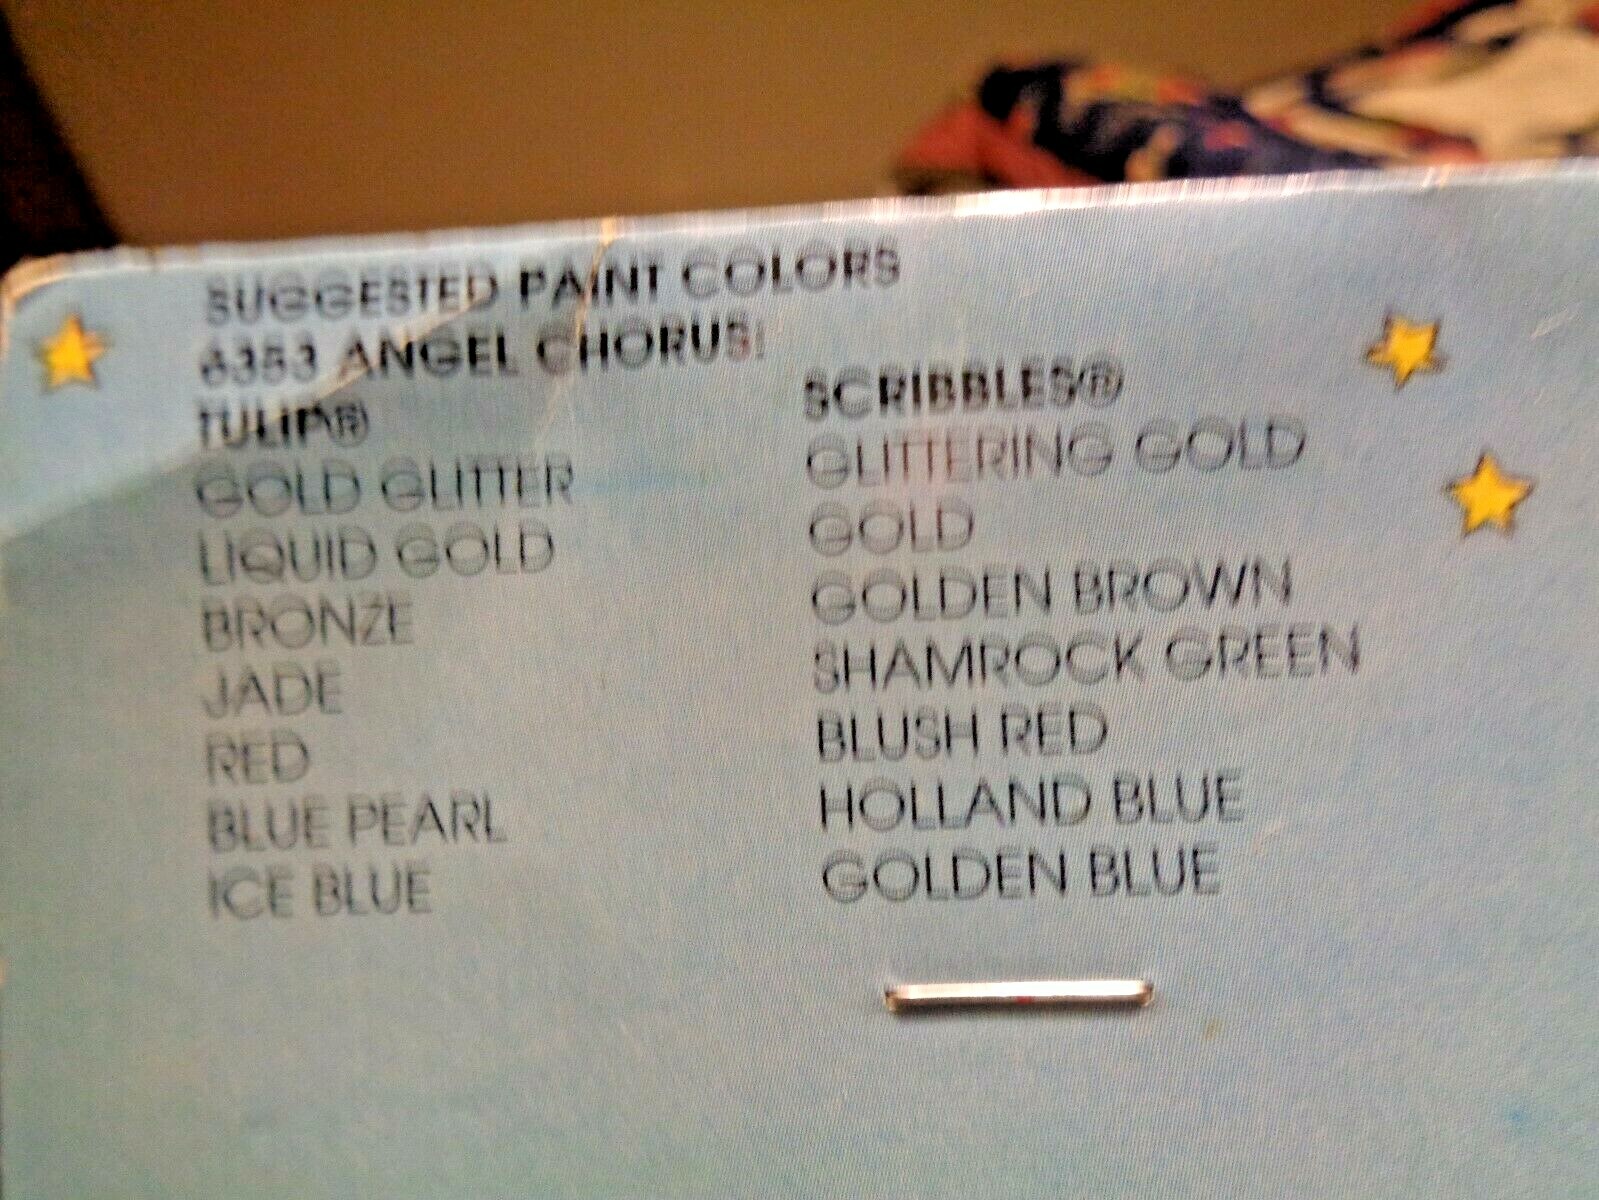 SUGGESTED PAINT COLORS
6353 ANGEL CHORUS:
TULIP®
GOLD GLITTER
LIQUID GOLD
BRONZE
JADE
RED
BLUE PEARL
ICE BLUE
SCRIBBLES®
GLITTERING GOLD
GOLD
GOLDEN BROWN
SHAMROCK GREEN
BLUSH RED
HOLLAND BLUE
GOLDEN BLUE